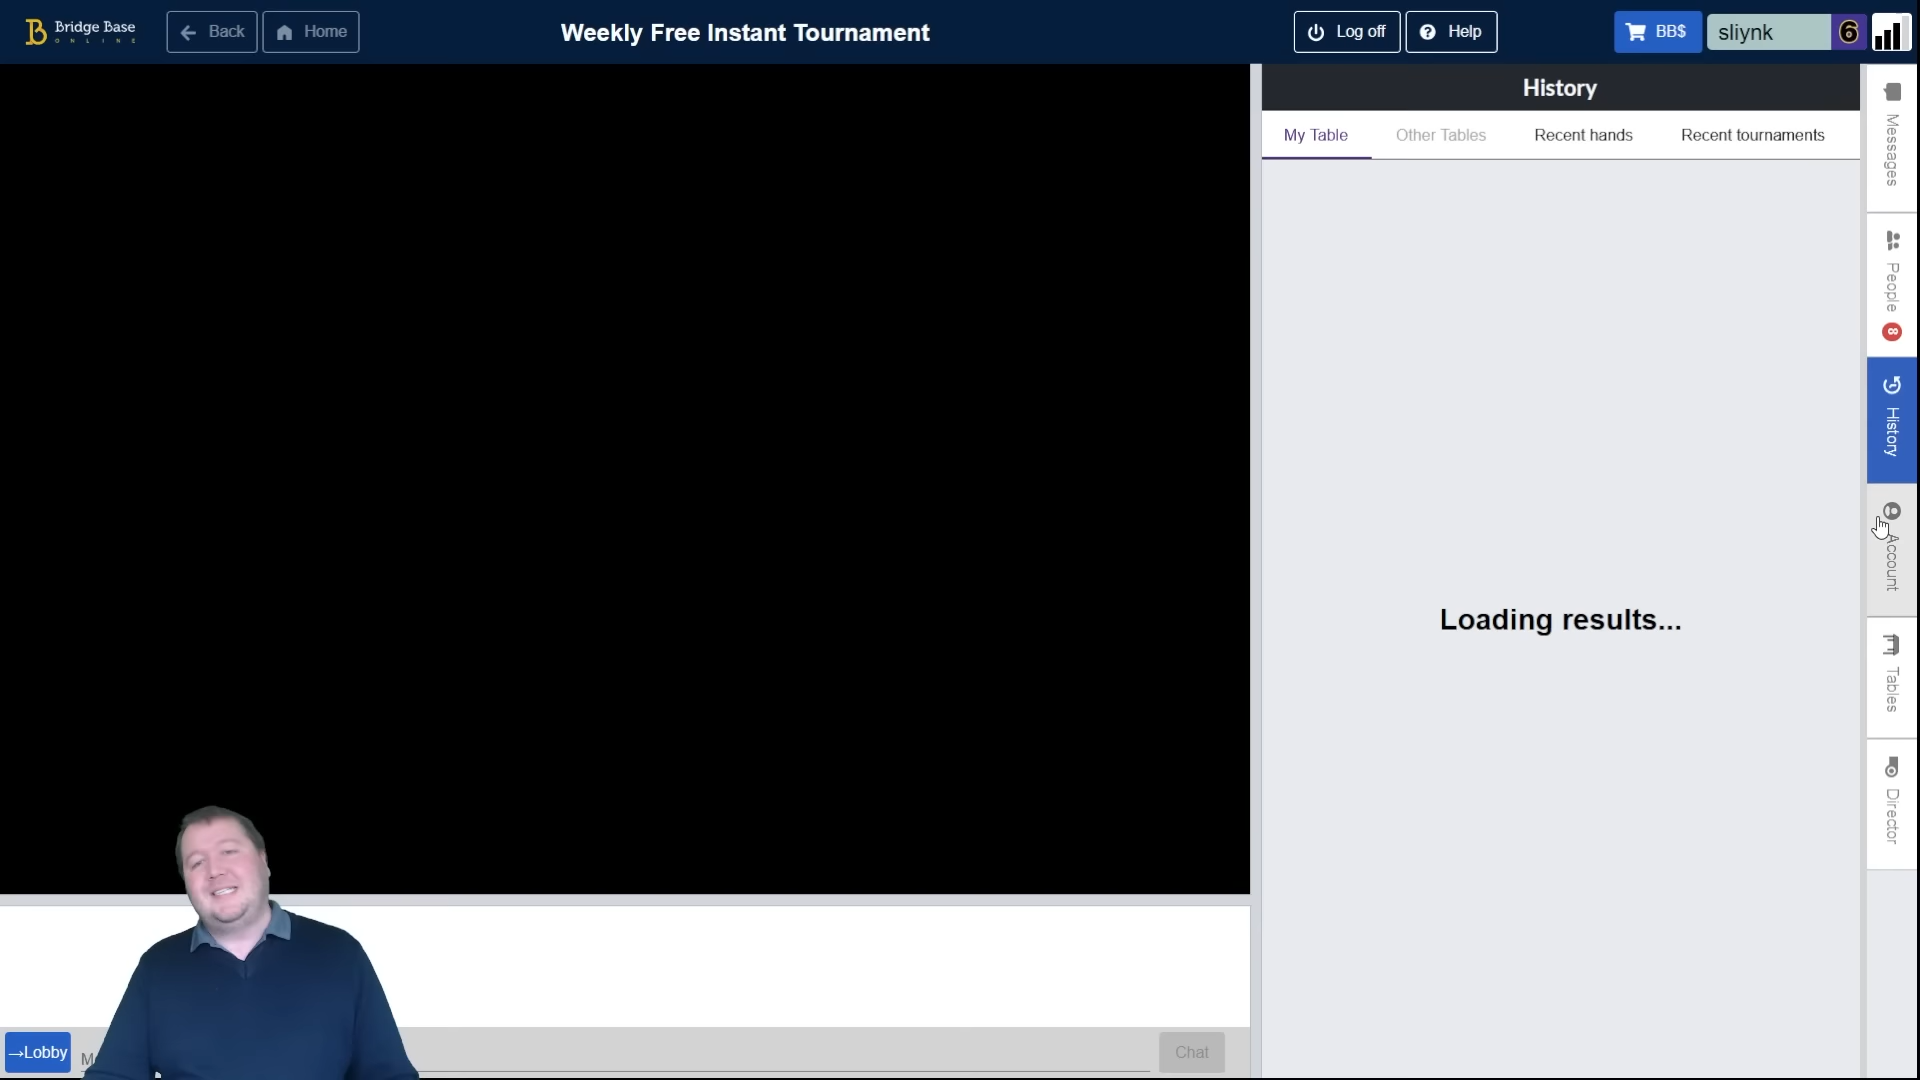 Bridge Base
ONLINE
Back
Home
Weekly Free Instant Tournament
Log off
Help
BB$
sliynk
6
History
My Table
Other Tables
Recent hands
Recent tournaments
Messages
People
8
History
Account
Tables
Director
Loading results...
→Lobby
Chat